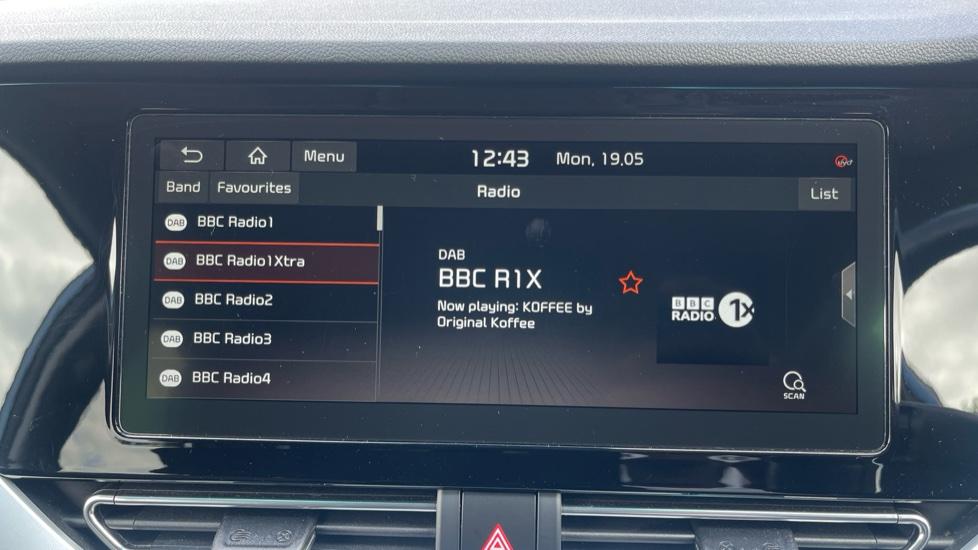 Menu
12:43 Mon, 19.05
Band Favourites Radio List
DAB BBC Radio1
DAB BBC Radio1Xtra
DAB BBC Radio2
DAB BBC Radio3
DAB BBC Radio4
DAB
BBC R1X
Now playing: KOFFEE by
Original Koffee
BBC
RADIO 1X
SCAN